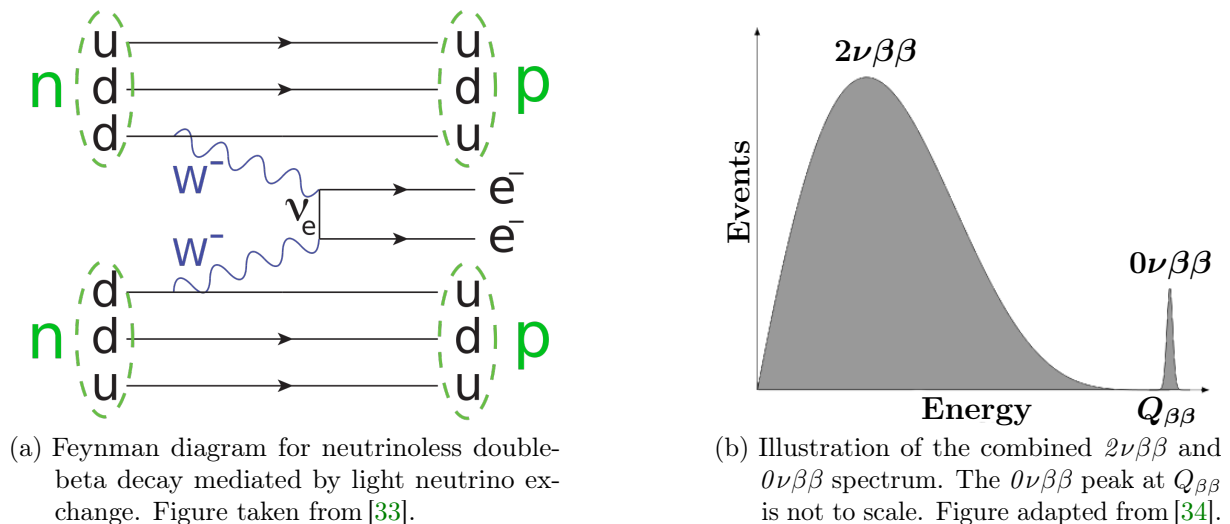 u u
n d d p
d u
W⁻ e⁻
νₑ
W⁻ e⁻
d u
n d d p
u u
(a) Feynman diagram for neutrinoless double-
beta decay mediated by light neutrino ex-
change. Figure taken from [33].
2νββ
0νββ
Events
Energy
Qββ
(b) Illustration of the combined 2νββ and
0νββ spectrum. The 0νββ peak at Qββ
is not to scale. Figure adapted from [34].